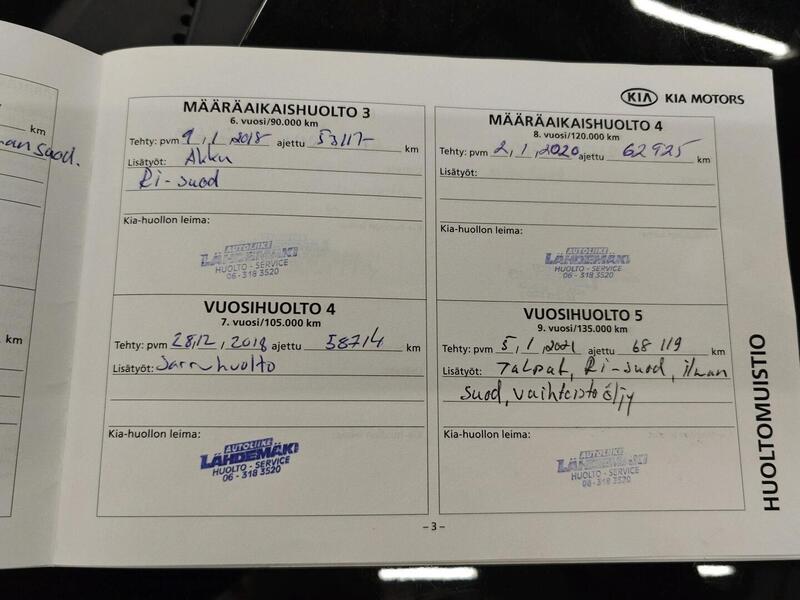 KIA KIA MOTORS
km
suod.
km
MÄÄRÄAIKAISHUOLTO 3
6. vuosi/90.000 km
Tehty: pvm 9,1,2018 ajettu 53117- km
Lisätyöt: Akku
Ri-suod
Kia-huollon leima:
AUTOLIIKE
LÄHDEMÄKI
HUOLTO - SERVICE
06 - 318 3520
VUOSIHUOLTO 4
7. vuosi/105.000 km
Tehty: pvm 28,12,2018 ajettu 58714 km
Lisätyöt: Jarruhuolto
Kia-huollon leima:
AUTOLIIKE
LÄHDEMÄKI
HUOLTO - SERVICE
06 - 318 3520
MÄÄRÄAIKAISHUOLTO 4
8. vuosi/120.000 km
Tehty: pvm 2,1,2020 ajettu 62925 km
Lisätyöt:
Kia-huollon leima:
AUTOLIIKE
LÄHDEMÄKI
HUOLTO - SERVICE
06 - 318 3520
VUOSIHUOLTO 5
9. vuosi/135.000 km
Tehty: pvm 5,1,2021 ajettu 68119 km
Lisätyöt: Tulpat, Ri-suod, ilman
suod, vaihteistoöljy
Kia-huollon leima:
AUTOLIIKE
LÄHDEMÄKI
HUOLTO - SERVICE
06 - 318 3520
HUOLTOMUISTIO
– 3 –